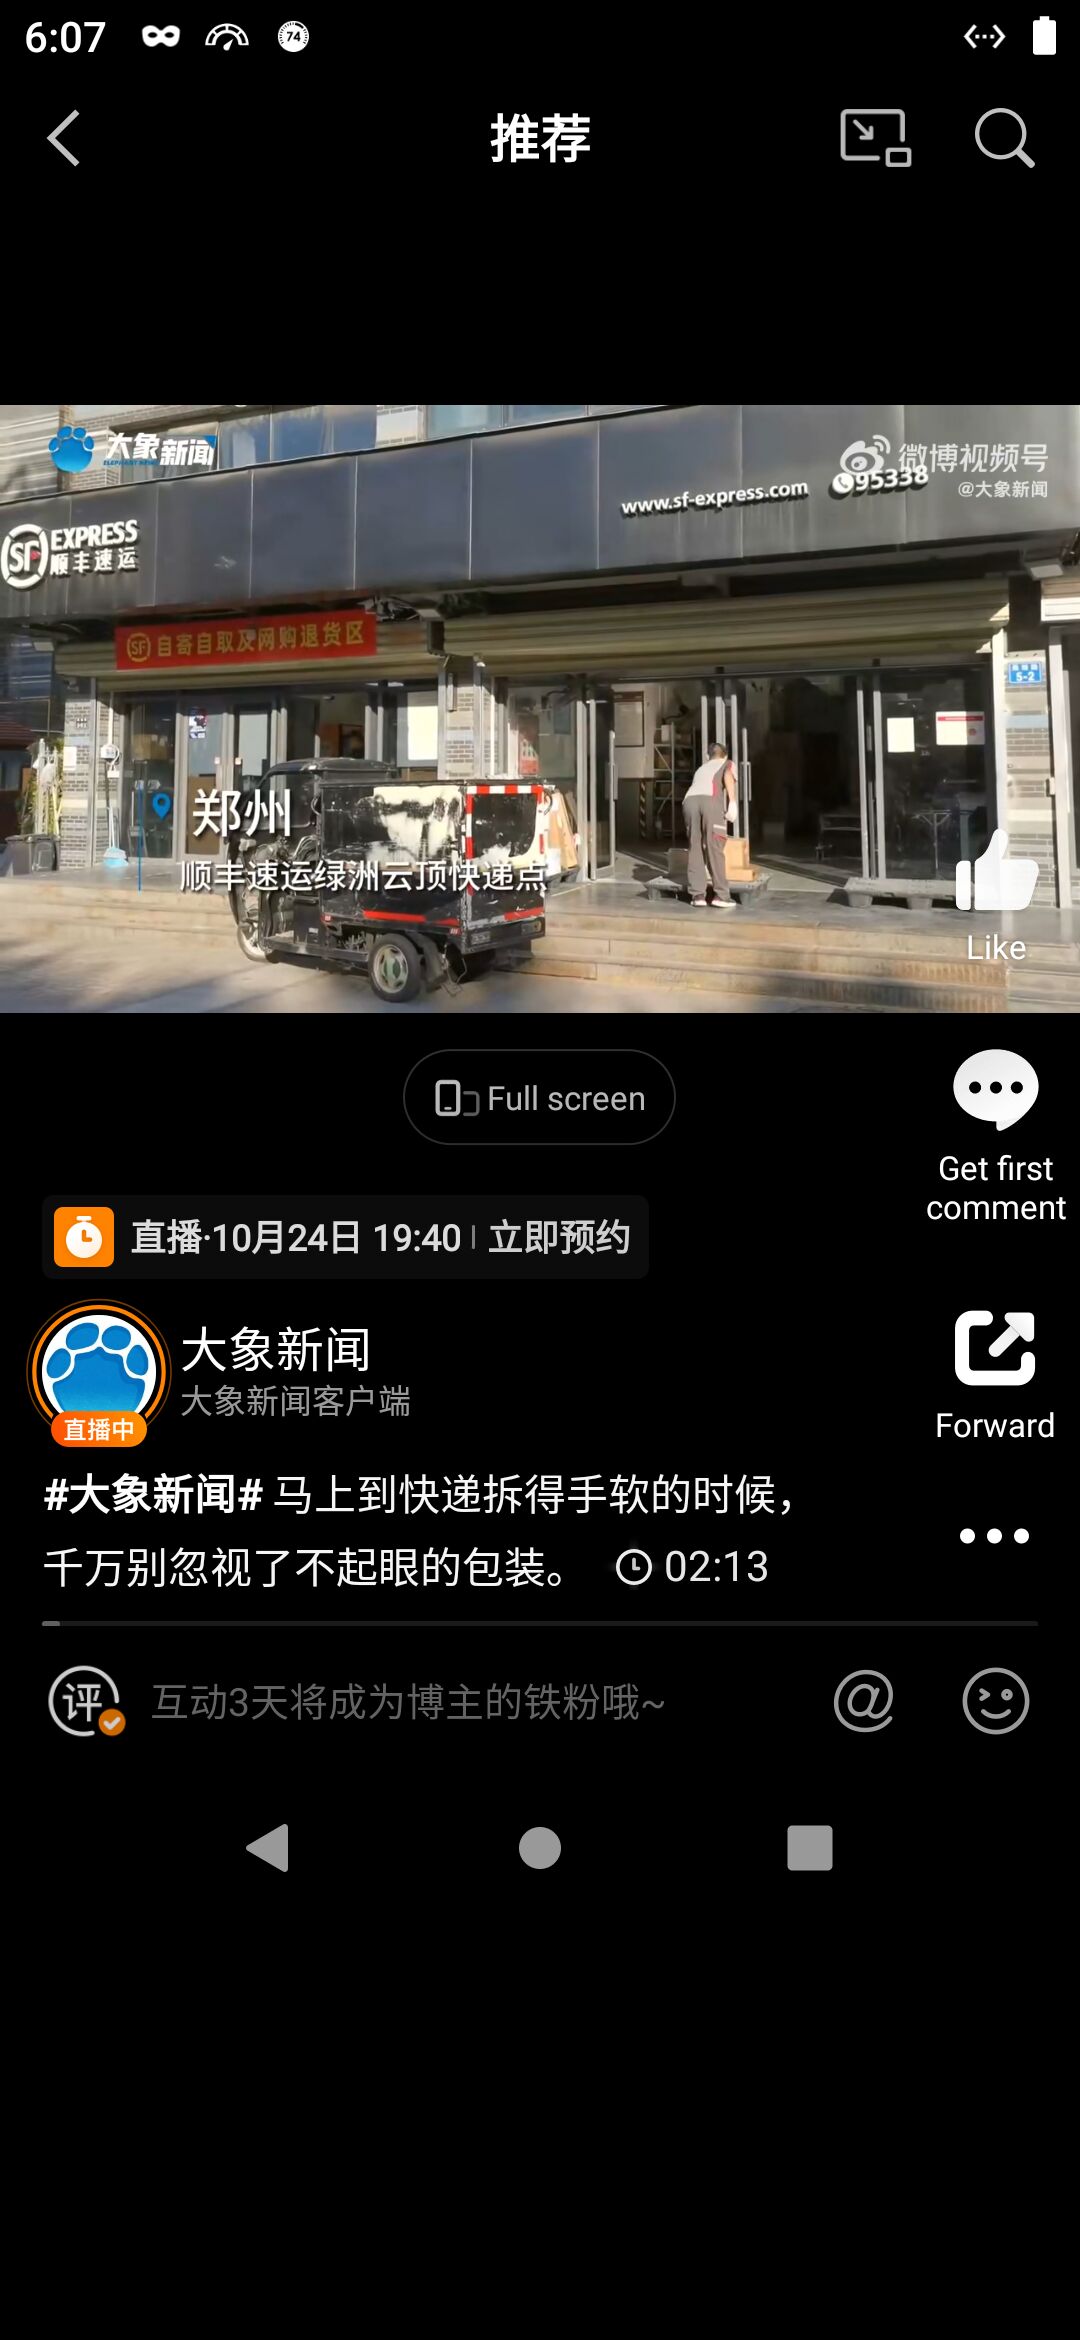 6:07
74
推荐
大象新闻
ELEPHANT NEWS
微博视频号
@大象新闻
www.sf-express.com
95338
SF EXPRESS
顺丰速运
SF 自寄自取及网购退货区
5-2
郑州
顺丰速运绿洲云顶快递点
Like
Full screen
Get first
comment
直播·10月24日 19:40 | 立即预约
大象新闻
大象新闻客户端
直播中
Forward
#大象新闻# 马上到快递拆得手软的时候，
千万别忽视了不起眼的包装。 02:13
评 互动3天将成为博主的铁粉哦~